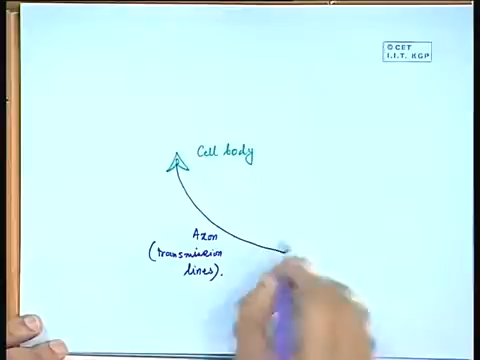 © CET
I.I.T. KGP
Cell body
Axon
(transmission
lines).